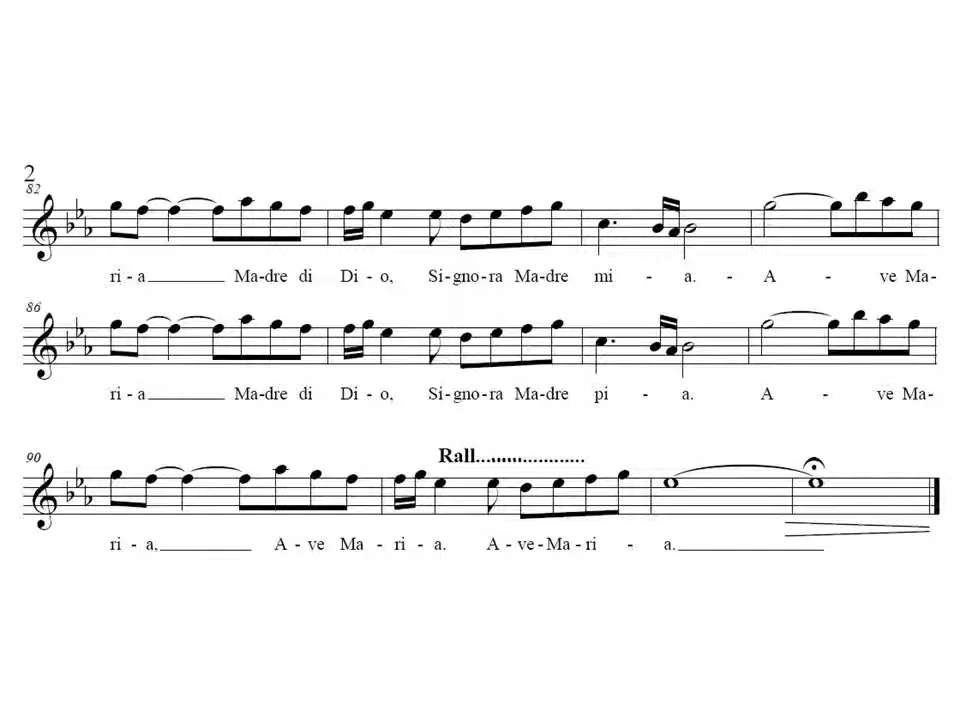 2
82
ri - a Ma-dre di Di - o, Si-gno-ra Ma-dre mi - a. - A - ve Ma-
86
ri - a Ma-dre di Di - o, Si-gno-ra Ma-dre pi - a. A - ve Ma-
90
Rall......................
ri - a, A - ve Ma - ri - a. A - ve-Ma - ri - a.